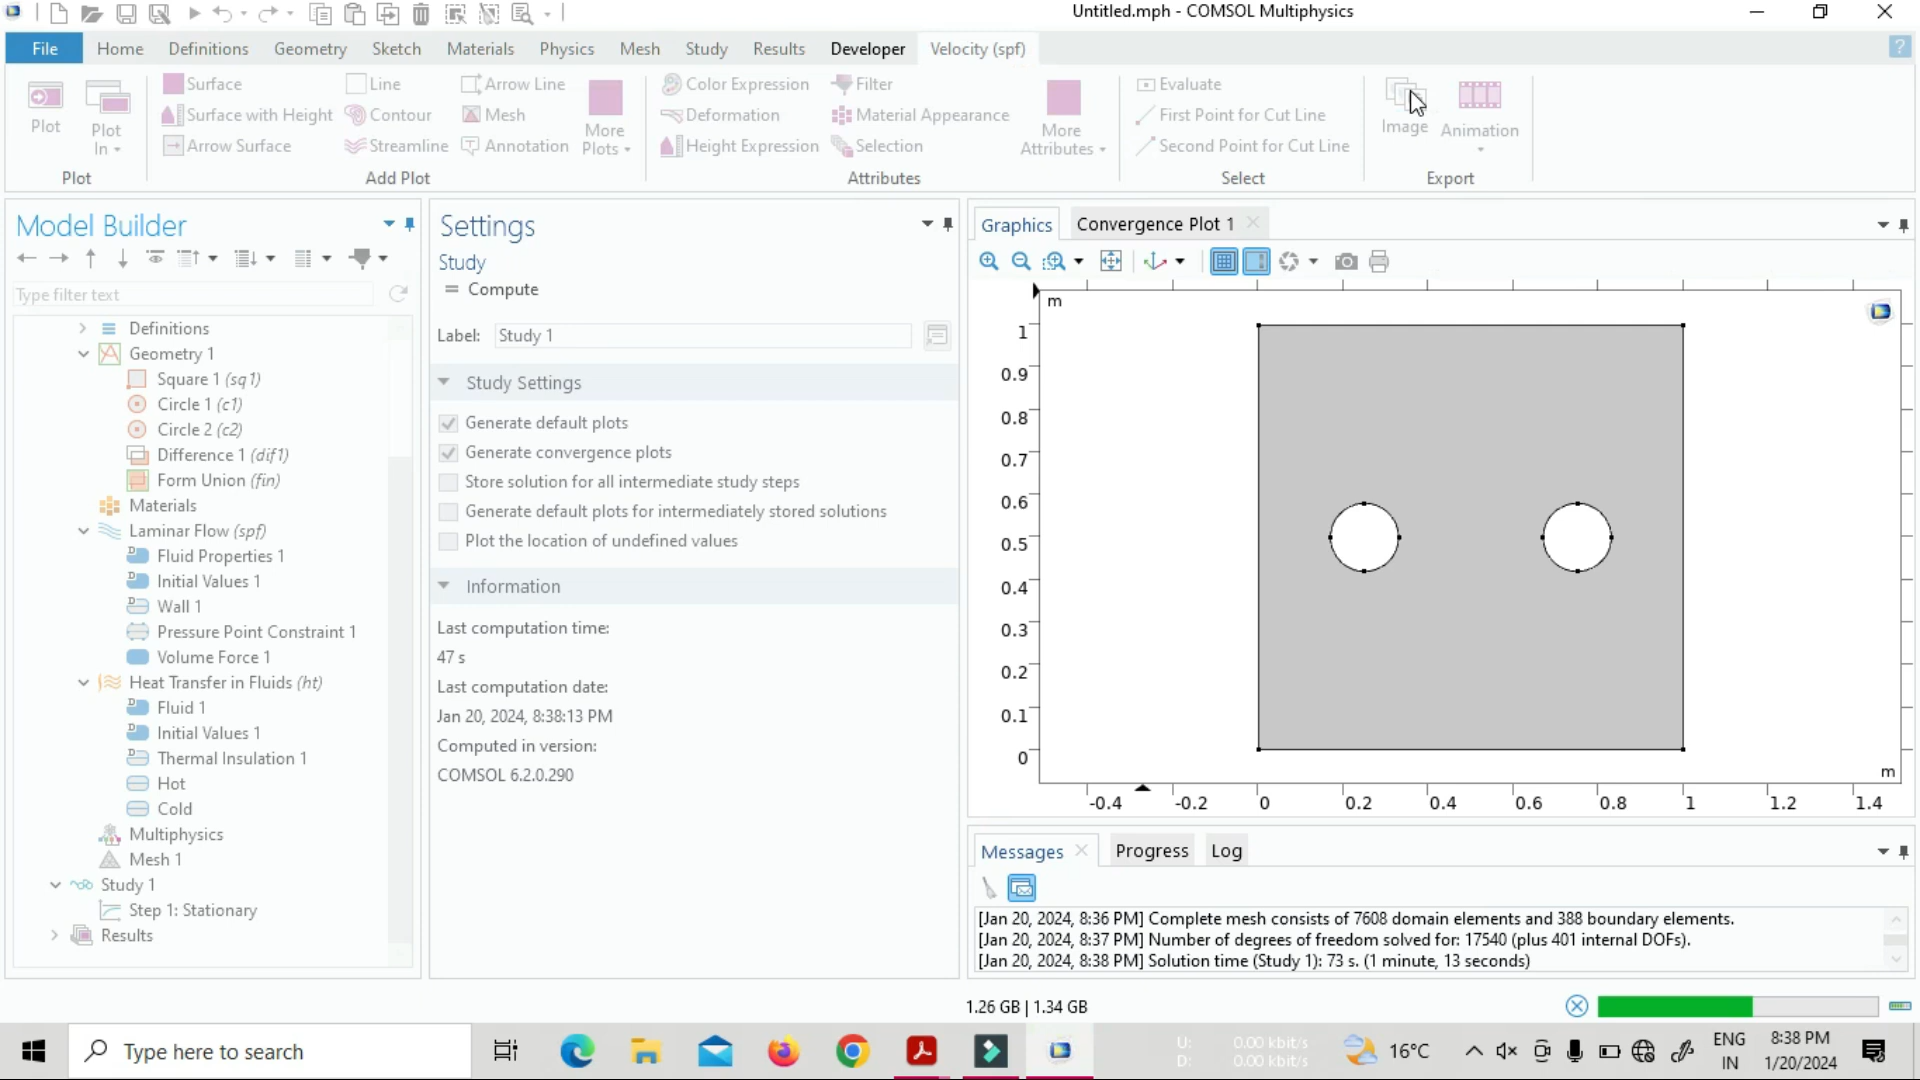 Untitled.mph - COMSOL Multiphysics
File Home Definitions Geometry Sketch Materials Physics Mesh Study Results Developer Velocity (spf) ?
Plot
Plot In
Surface Line Arrow Line
Surface with Height Contour Mesh
Arrow Surface Streamline Annotation
More Plots
Color Expression Filter
Deformation Material Appearance
Height Expression Selection
More Attributes
Evaluate
First Point for Cut Line
Second Point for Cut Line
Image
Animation
Plot Add Plot Attributes Select Export
Model Builder
Type filter text
Definitions
Geometry 1
Square 1 (sq1)
Circle 1 (c1)
Circle 2 (c2)
Difference 1 (dif1)
Form Union (fin)
Materials
Laminar Flow (spf)
Fluid Properties 1
Initial Values 1
Wall 1
Pressure Point Constraint 1
Volume Force 1
Heat Transfer in Fluids (ht)
Fluid 1
Initial Values 1
Thermal Insulation 1
Hot
Cold
Multiphysics
Mesh 1
Study 1
Step 1: Stationary
Results
Settings
Study
= Compute
Label: Study 1
Study Settings
Generate default plots
Generate convergence plots
Store solution for all intermediate study steps
Generate default plots for intermediately stored solutions
Plot the location of undefined values
Information
Last computation time:
47 s
Last computation date:
Jan 20, 2024, 8:38:13 PM
Computed in version:
COMSOL 6.2.0.290
Graphics Convergence Plot 1
m
1
0.9
0.8
0.7
0.6
0.5
0.4
0.3
0.2
0.1
0
m
-0.4 -0.2 0 0.2 0.4 0.6 0.8 1 1.2 1.4
Messages Progress Log
[Jan 20, 2024, 8:36 PM] Complete mesh consists of 7608 domain elements and 388 boundary elements.
[Jan 20, 2024, 8:37 PM] Number of degrees of freedom solved for: 17540 (plus 401 internal DOFs).
[Jan 20, 2024, 8:38 PM] Solution time (Study 1): 73 s. (1 minute, 13 seconds)
1.26 GB | 1.34 GB
Type here to search
U: 0.00 kbit/s
D: 0.00 kbit/s
16°C
ENG
IN
8:38 PM
1/20/2024